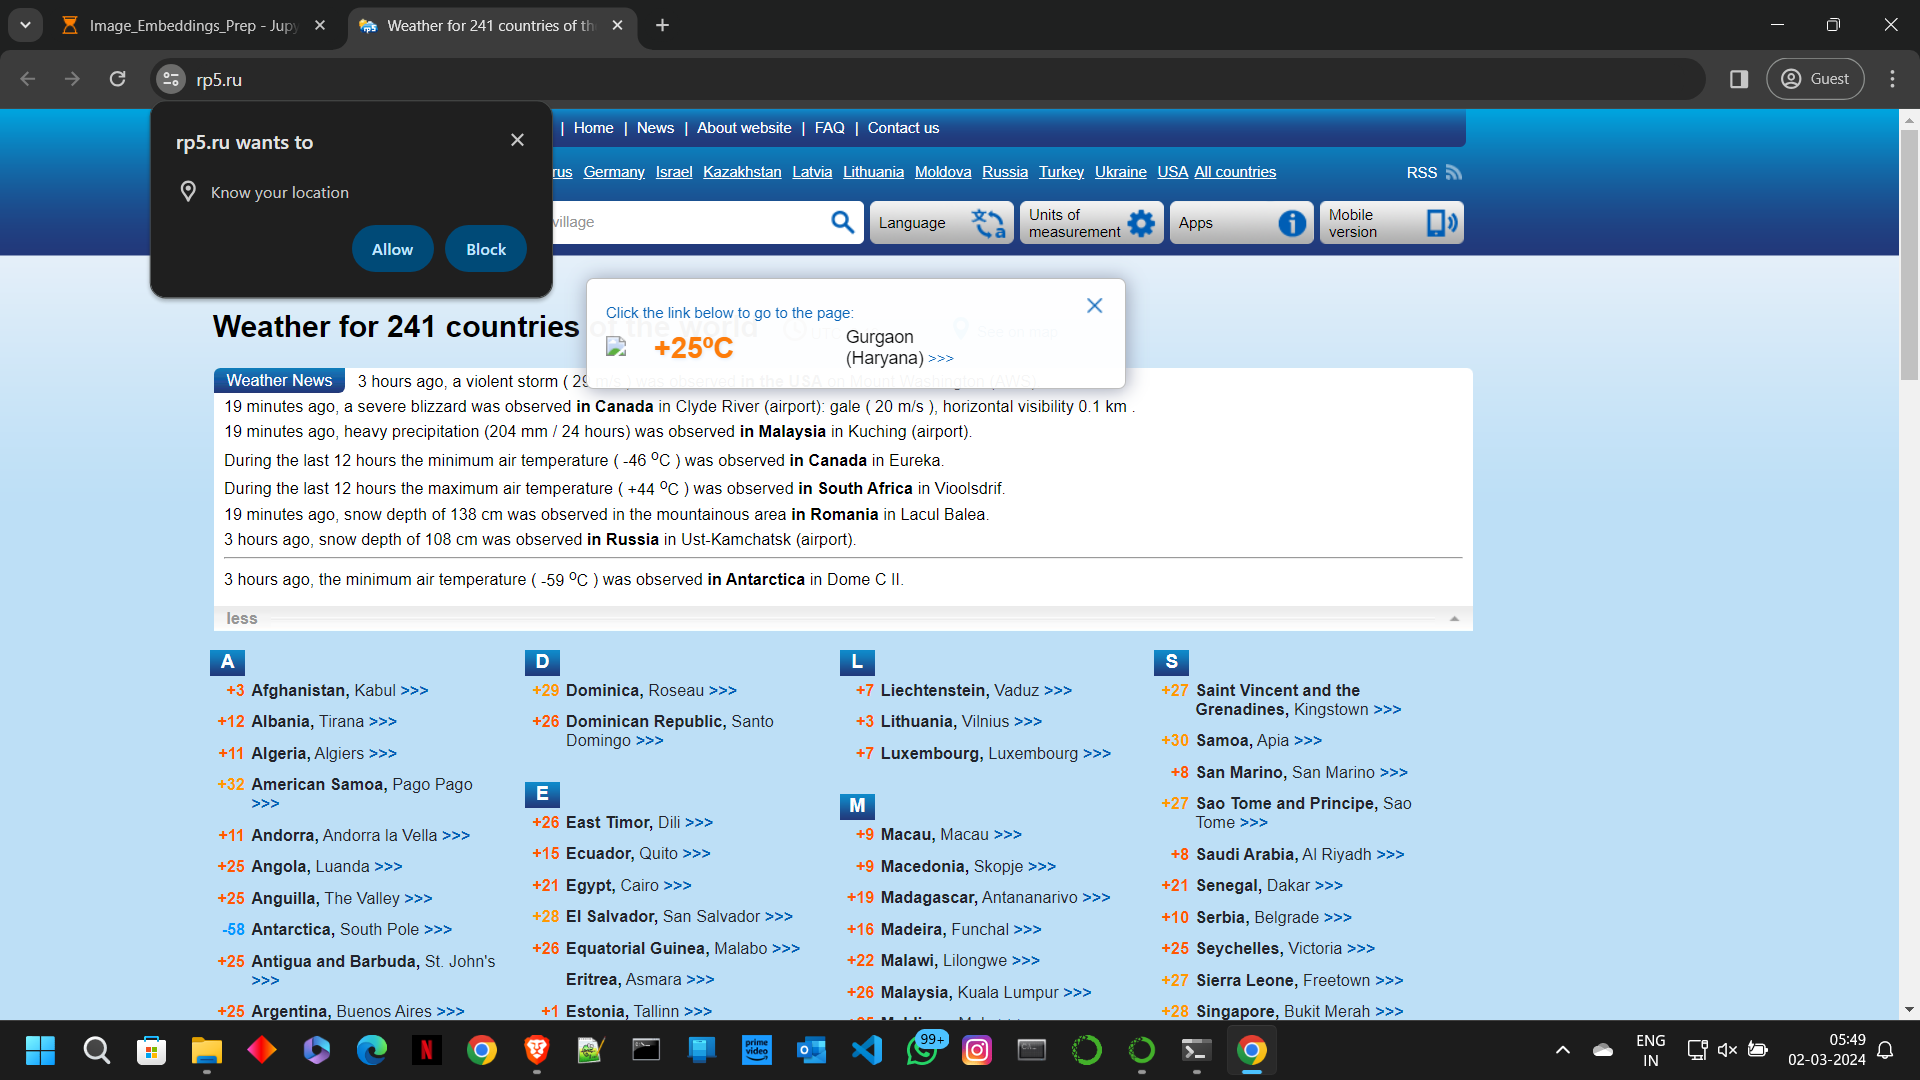 Image_Embeddings_Prep - Jup
Weather for 241 countries of th
rp5.ru
Guest
rp5.ru wants to
Know your location
Allow
Block
| Home | News | About website | FAQ | Contact us
rus Germany Israel Kazakhstan Latvia Lithuania Moldova Russia Turkey Ukraine USA All countries
RSS
village
Language
Units of
measurement
Apps
Mobile
version
Click the link below to go to the page:
+25ºC
Gurgaon
(Haryana) >>>
Weather for 241 countries of the world
See on map
Weather News
3 hours ago, a violent storm ( 29 m/s ) was observed in the USA on Mount Washington (AWS).
19 minutes ago, a severe blizzard was observed in Canada in Clyde River (airport): gale ( 20 m/s ), horizontal visibility 0.1 km .
19 minutes ago, heavy precipitation (204 mm / 24 hours) was observed in Malaysia in Kuching (airport).
During the last 12 hours the minimum air temperature ( -46 ºC ) was observed in Canada in Eureka.
During the last 12 hours the maximum air temperature ( +44 ºC ) was observed in South Africa in Vioolsdrif.
19 minutes ago, snow depth of 138 cm was observed in the mountainous area in Romania in Lacul Balea.
3 hours ago, snow depth of 108 cm was observed in Russia in Ust-Kamchatsk (airport).
3 hours ago, the minimum air temperature ( -59 ºC ) was observed in Antarctica in Dome C II.
less
A
+3 Afghanistan, Kabul >>>
+12 Albania, Tirana >>>
+11 Algeria, Algiers >>>
+32 American Samoa, Pago Pago
>>>
+11 Andorra, Andorra la Vella >>>
+25 Angola, Luanda >>>
+25 Anguilla, The Valley >>>
-58 Antarctica, South Pole >>>
+25 Antigua and Barbuda, St. John's
>>>
+25 Argentina, Buenos Aires >>>
D
+29 Dominica, Roseau >>>
+26 Dominican Republic, Santo
Domingo >>>
E
+26 East Timor, Dili >>>
+15 Ecuador, Quito >>>
+21 Egypt, Cairo >>>
+28 El Salvador, San Salvador >>>
+26 Equatorial Guinea, Malabo >>>
Eritrea, Asmara >>>
+1 Estonia, Tallinn >>>
L
+7 Liechtenstein, Vaduz >>>
+3 Lithuania, Vilnius >>>
+7 Luxembourg, Luxembourg >>>
M
+9 Macau, Macau >>>
+9 Macedonia, Skopje >>>
+19 Madagascar, Antananarivo >>>
+16 Madeira, Funchal >>>
+22 Malawi, Lilongwe >>>
+26 Malaysia, Kuala Lumpur >>>
S
+27 Saint Vincent and the
Grenadines, Kingstown >>>
+30 Samoa, Apia >>>
+8 San Marino, San Marino >>>
+27 Sao Tome and Principe, Sao
Tome >>>
+8 Saudi Arabia, Al Riyadh >>>
+21 Senegal, Dakar >>>
+10 Serbia, Belgrade >>>
+25 Seychelles, Victoria >>>
+27 Sierra Leone, Freetown >>>
+28 Singapore, Bukit Merah >>>
prime
video
99+
ENG
IN
05:49
02-03-2024